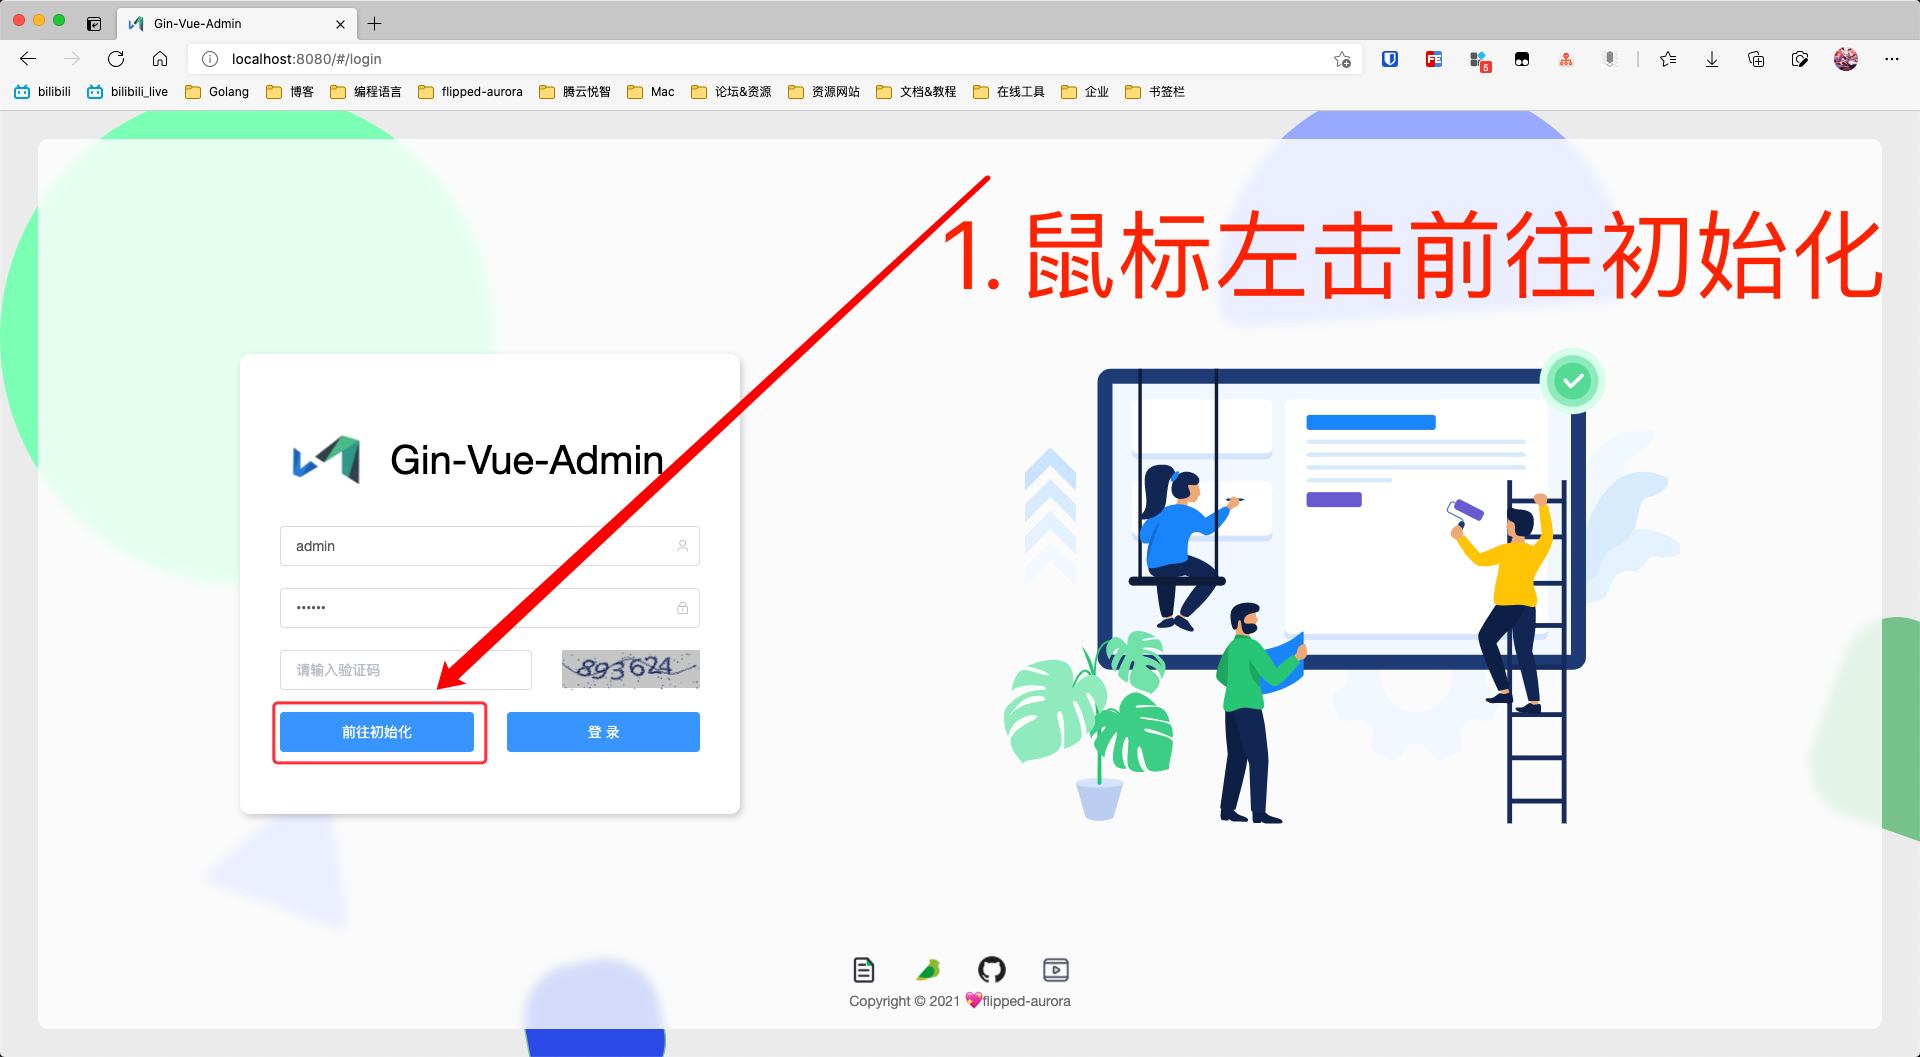 Gin-Vue-Admin
localhost:8080/#/login
5
bilibili bilibili_live Golang 博客 编程语言 flipped-aurora 腾云悦智 Mac 论坛&资源 资源网站 文档&教程 在线工具 企业 书签栏
1. 鼠标左击前往初始化
Gin-Vue-Admin
admin
••••••
请输入验证码 893624
前往初始化 登 录
Copyright © 2021 💖flipped-aurora